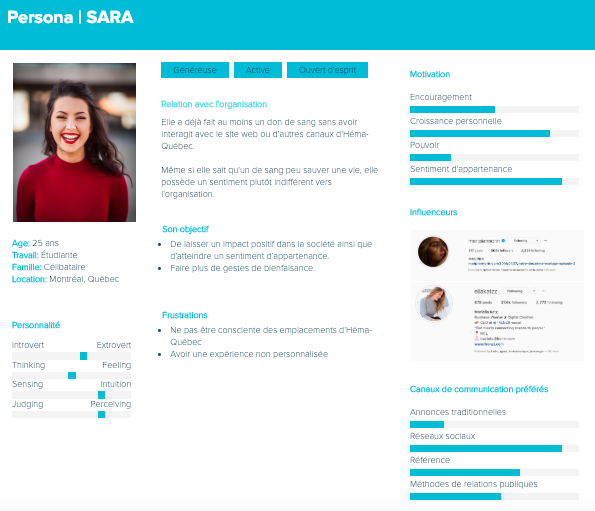 Persona | SARA
Généreuse
Active
Ouvert d'esprit
Age: 25 ans
Travail: Étudiante
Famille: Célibataire
Location: Montréal, Québec
Personnalité
Introvert Extrovert
Thinking Feeling
Sensing Intuition
Judging Perceiving
Relation avec l'organisation
Elle a déjà fait au moins un don de sang sans avoir
interagit avec le site web ou d'autres canaux d'Héma-
Québec.
Même si elle sait qu'un de sang peu sauver une vie, elle
possède un sentiment plutôt indifférent vers
l'organisation.
Son objectif
De laisser un impact positif dans la société ainsi que
d'atteindre un sentiment d'appartenance.
Faire plus de gestes de bienfaisance.
Frustrations
Ne pas être consciente des emplacements d'Héma-
Québec
Avoir une expérience non personnalisée
Motivation
Encouragement
Croissance personnelle
Pouvoir
Sentiment d'appartenance
Influenceurs
Following
ellakatzz Following
Canaux de communication préférés
Annonces traditionnelles
Réseaux sociaux
Référence
Méthodes de relations publiques